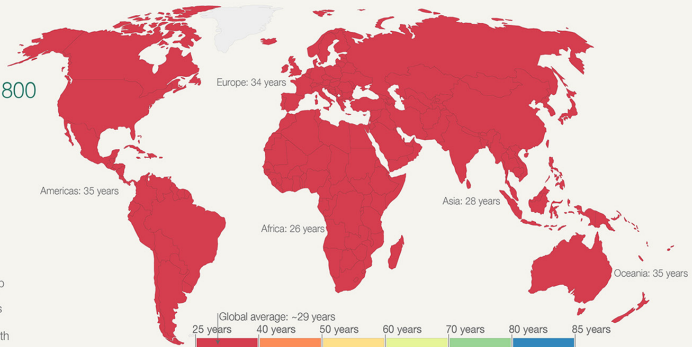 800
Europe: 34 years
Americas: 35 years
Asia: 28 years
Africa: 26 years
Oceania: 35 years
Global average: ~29 years
25 years 40 years 50 years 60 years 70 years 80 years 85 years